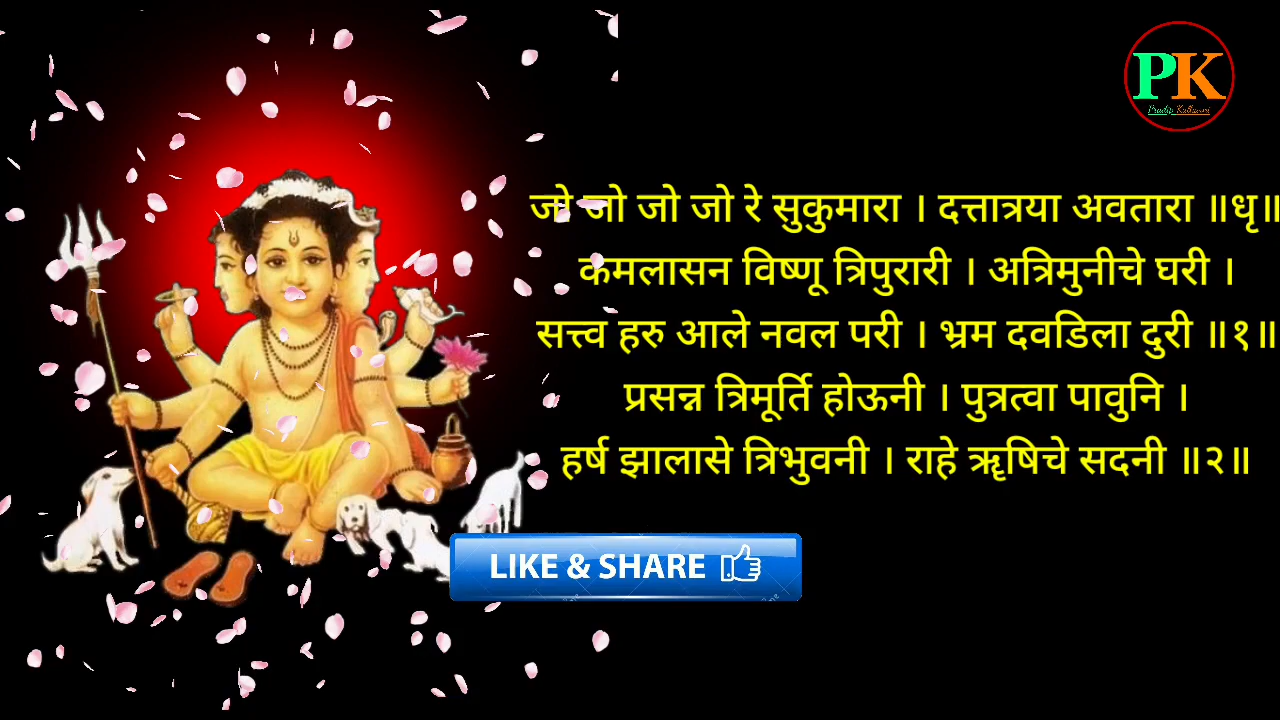 PK
जो जो जो जो रे सुकुमारा । दत्तात्रया अवतारा ॥धृ॥
कमलासन विष्णू त्रिपुरारी । अत्रिमुनीचे घरी ।
सत्त्व हरु आले नवल परी । भ्रम दवडिला दुरी ॥१॥
प्रसन्न त्रिमूर्ति होऊनी । पुत्रत्वा पावुनि ।
हर्ष झालासे त्रिभुवनी । राहे ऋषिचे सदनी ॥२॥
LIKE & SHARE